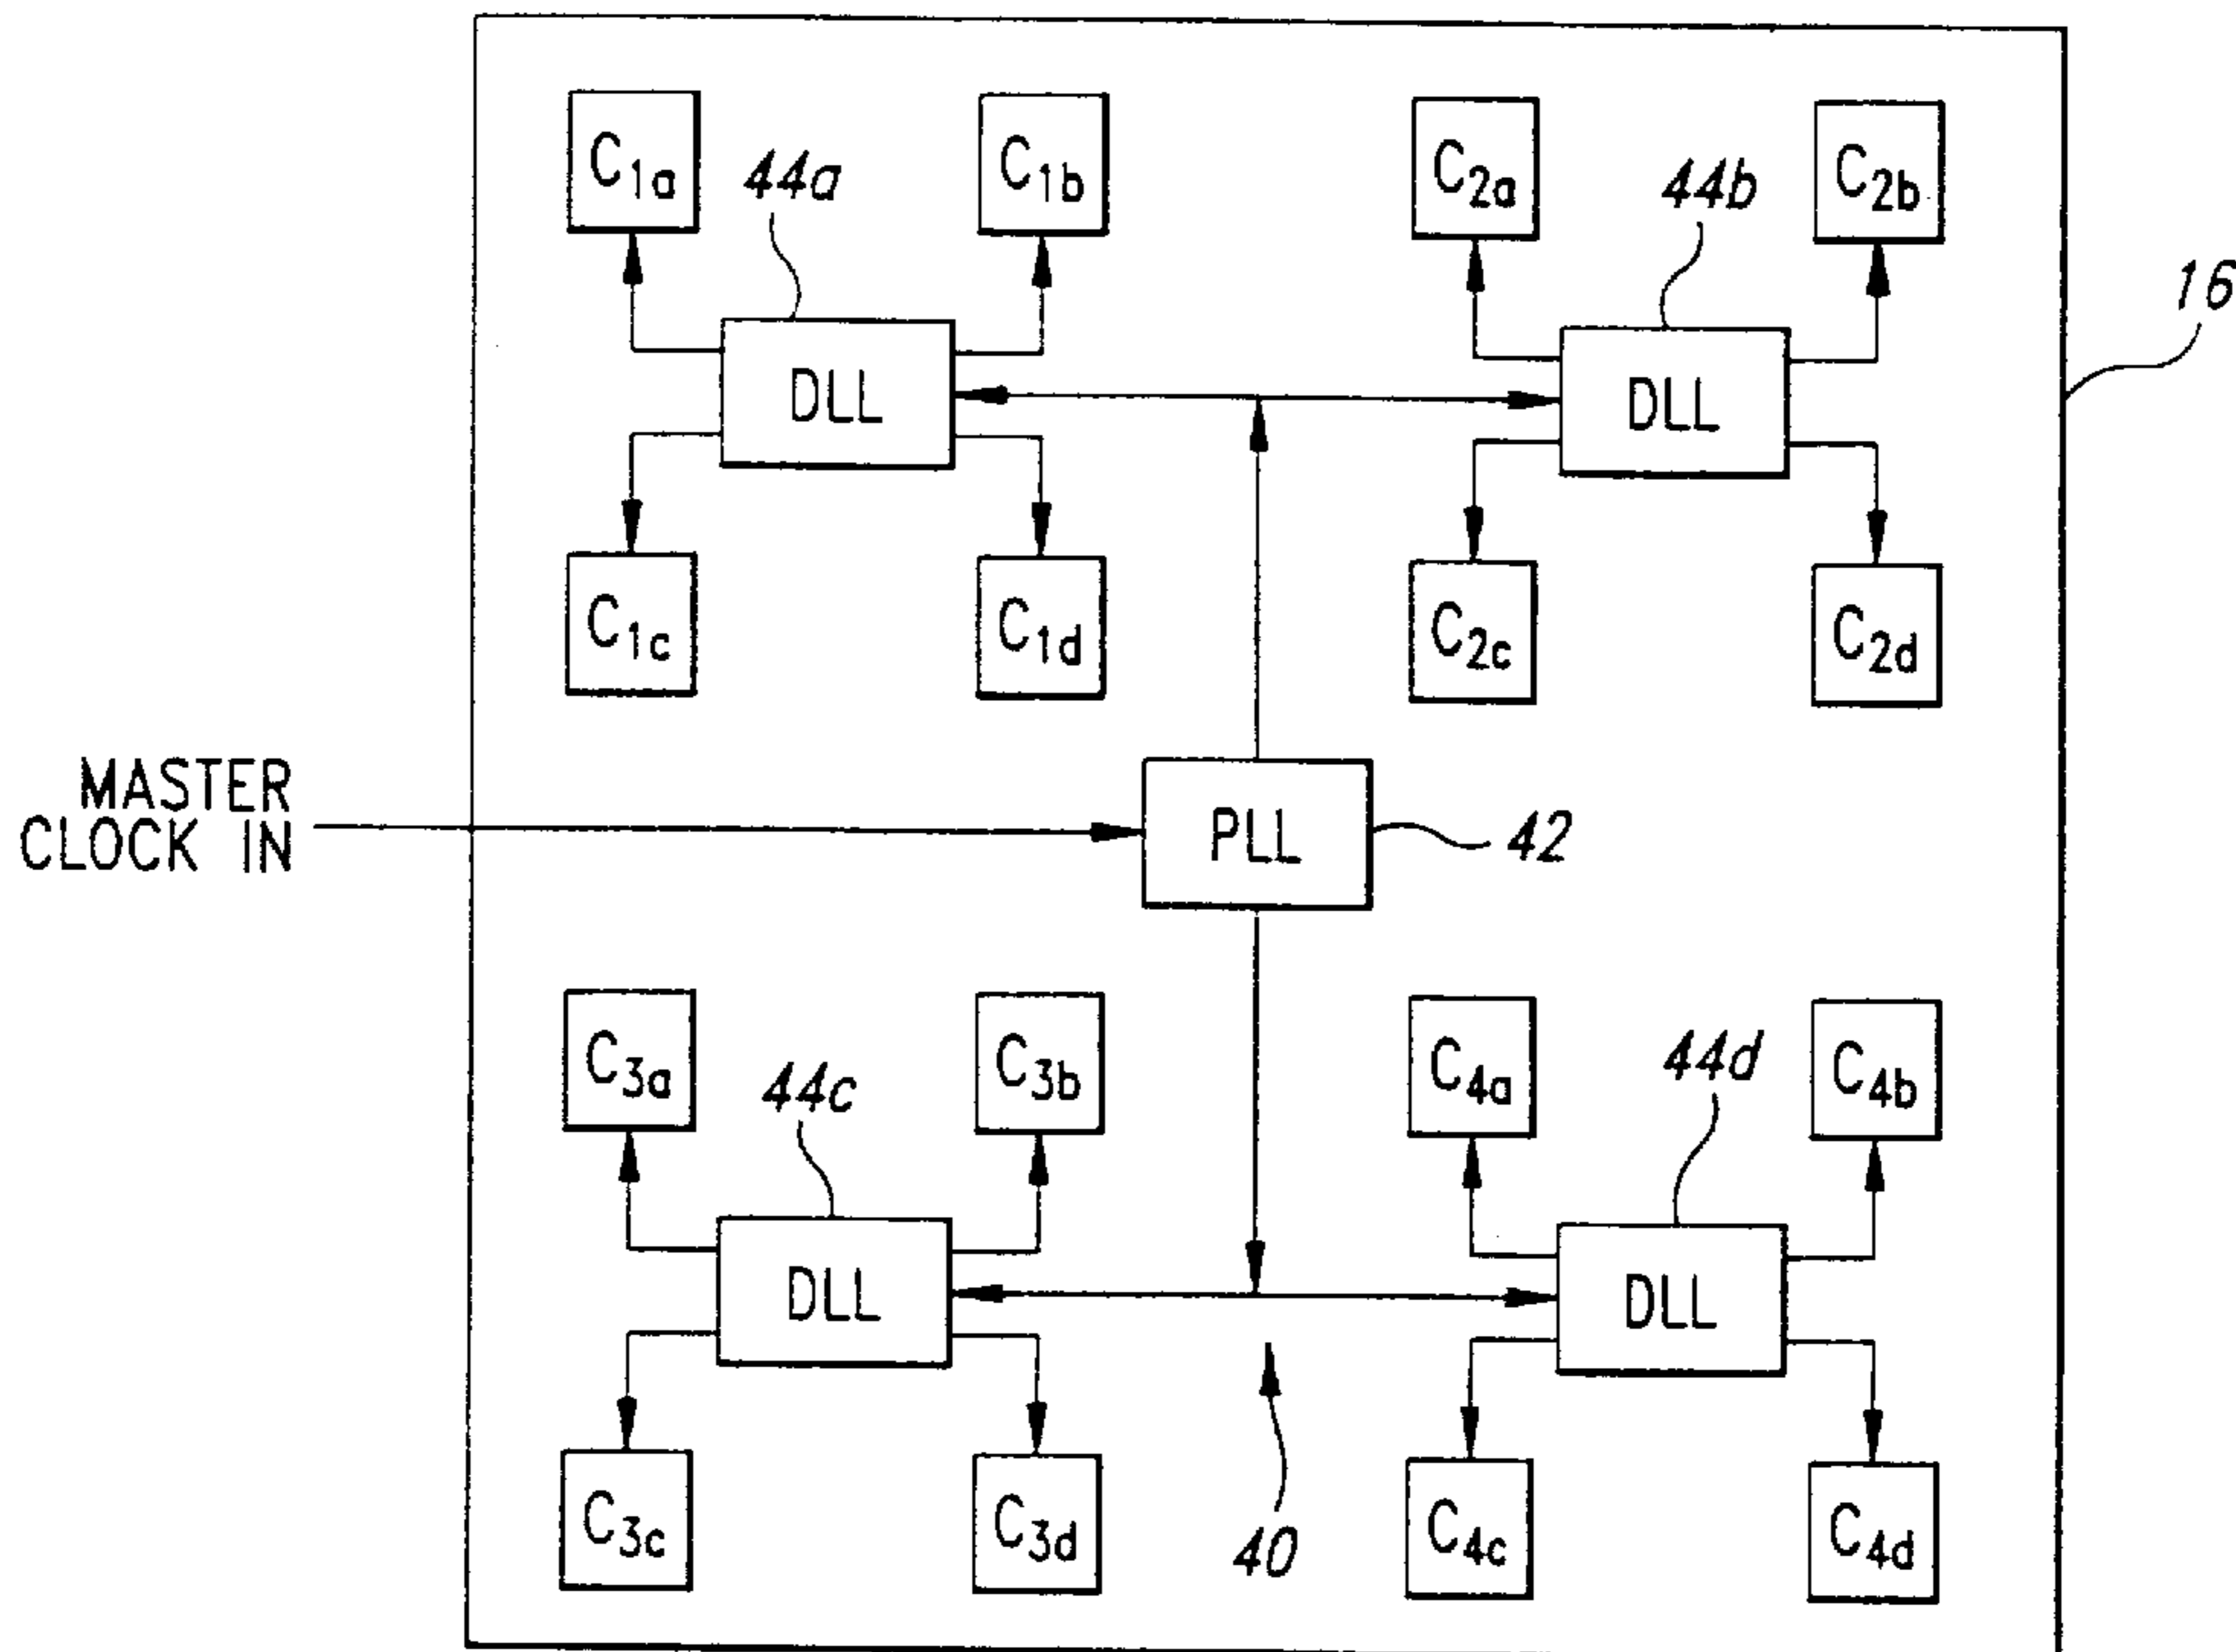 C1a
44a
C1b
C2a
44b
C2b
16
DLL
DLL
C1c
C1d
C2c
C2d
MASTER
CLOCK IN
PLL
42
C3a
44c
C3b
C4a
44d
C4b
DLL
DLL
C3c
C3d
40
C4c
C4d